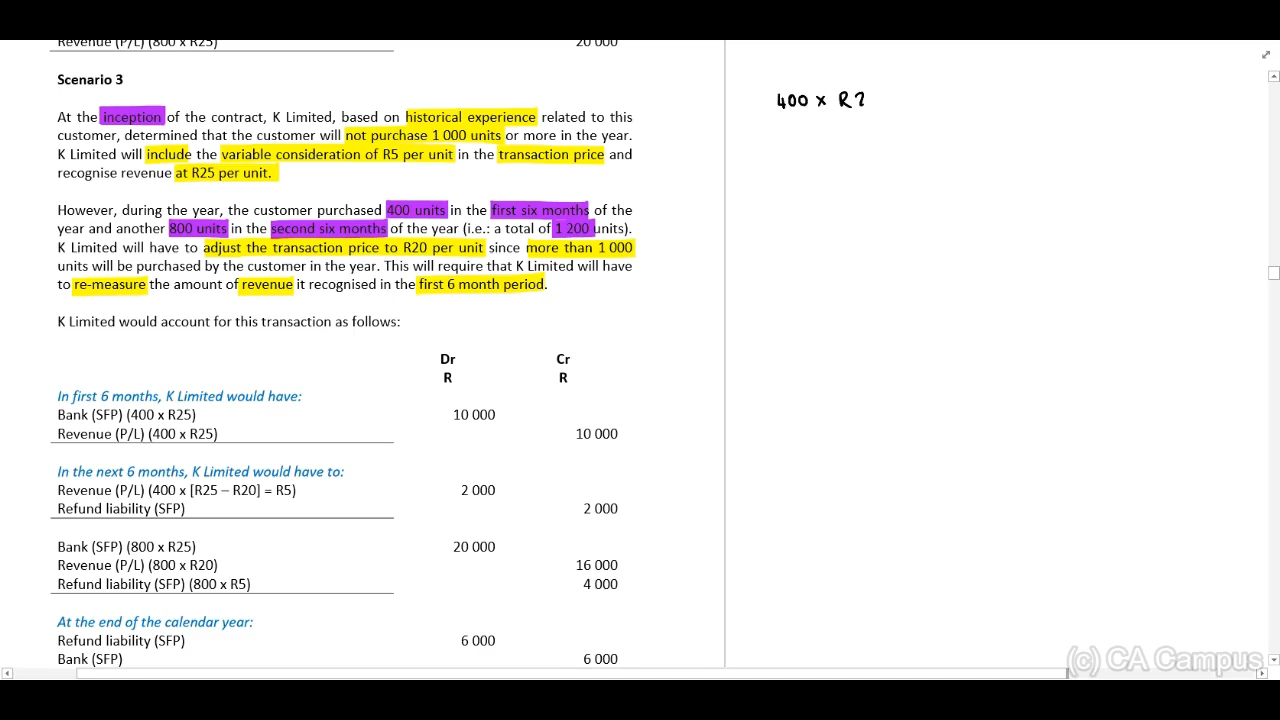 Revenue (P/L) (800 x R25) 20 000
Scenario 3
At the inception of the contract, K Limited, based on historical experience related to this
customer, determined that the customer will not purchase 1 000 units or more in the year.
K Limited will include the variable consideration of R5 per unit in the transaction price and
recognise revenue at R25 per unit.
However, during the year, the customer purchased 400 units in the first six months of the
year and another 800 units in the second six months of the year (i.e.: a total of 1 200 units).
K Limited will have to adjust the transaction price to R20 per unit since more than 1 000
units will be purchased by the customer in the year. This will require that K Limited will have
to re-measure the amount of revenue it recognised in the first 6 month period.
K Limited would account for this transaction as follows:
Dr Cr
R R
In first 6 months, K Limited would have:
Bank (SFP) (400 x R25) 10 000
Revenue (P/L) (400 x R25) 10 000
In the next 6 months, K Limited would have to:
Revenue (P/L) (400 x [R25 – R20] = R5) 2 000
Refund liability (SFP) 2 000
Bank (SFP) (800 x R25) 20 000
Revenue (P/L) (800 x R20) 16 000
Refund liability (SFP) (800 x R5) 4 000
At the end of the calendar year:
Refund liability (SFP) 6 000
Bank (SFP) 6 000
400 x R2
(c) CA Campus